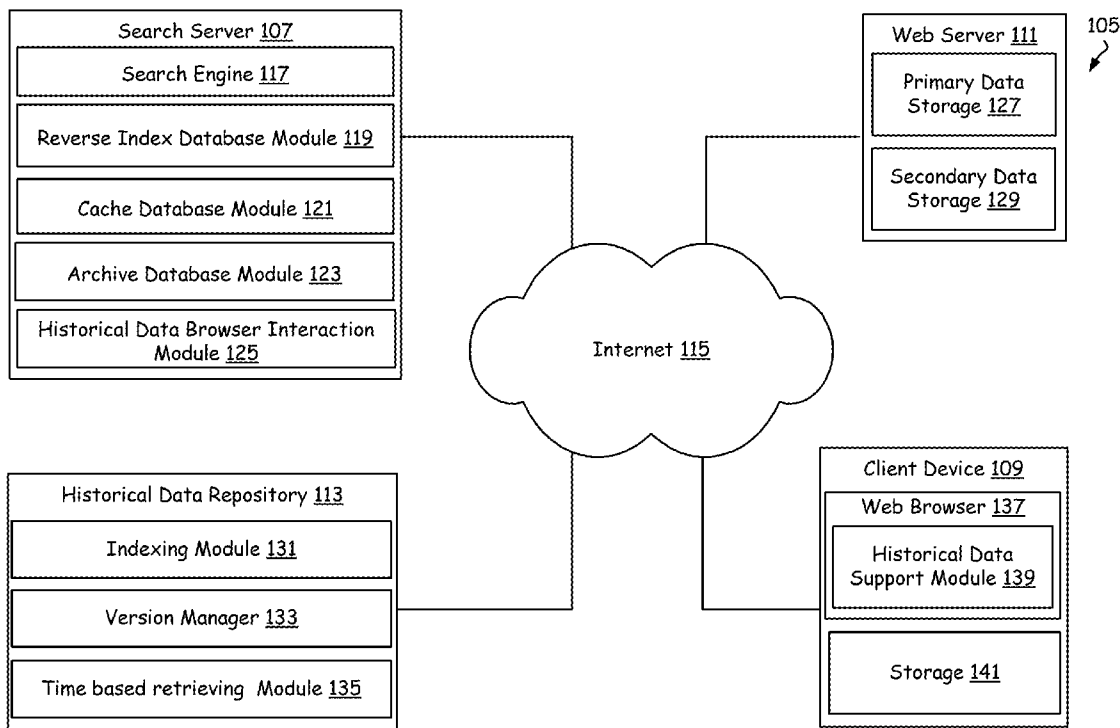 Search Server 107
Search Engine 117
Reverse Index Database Module 119
Cache Database Module 121
Archive Database Module 123
Historical Data Browser Interaction
Module 125
Web Server 111
Primary Data
Storage 127
Secondary Data
Storage 129
105
Internet 115
Historical Data Repository 113
Indexing Module 131
Version Manager 133
Time based retrieving Module 135
Client Device 109
Web Browser 137
Historical Data
Support Module 139
Storage 141